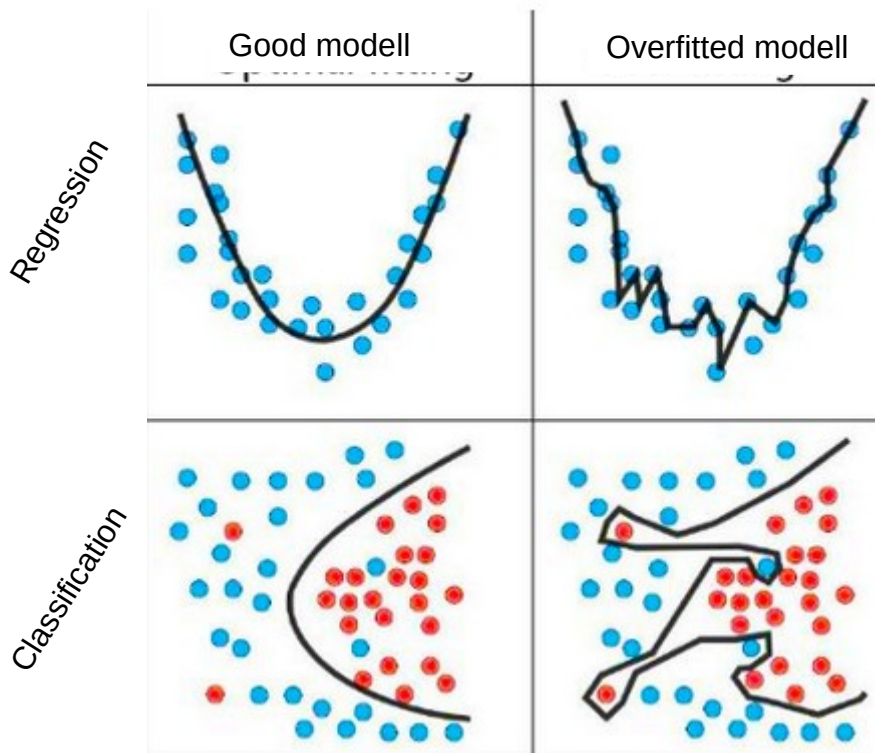 Good modell
Overfitted modell
Regression
Classification